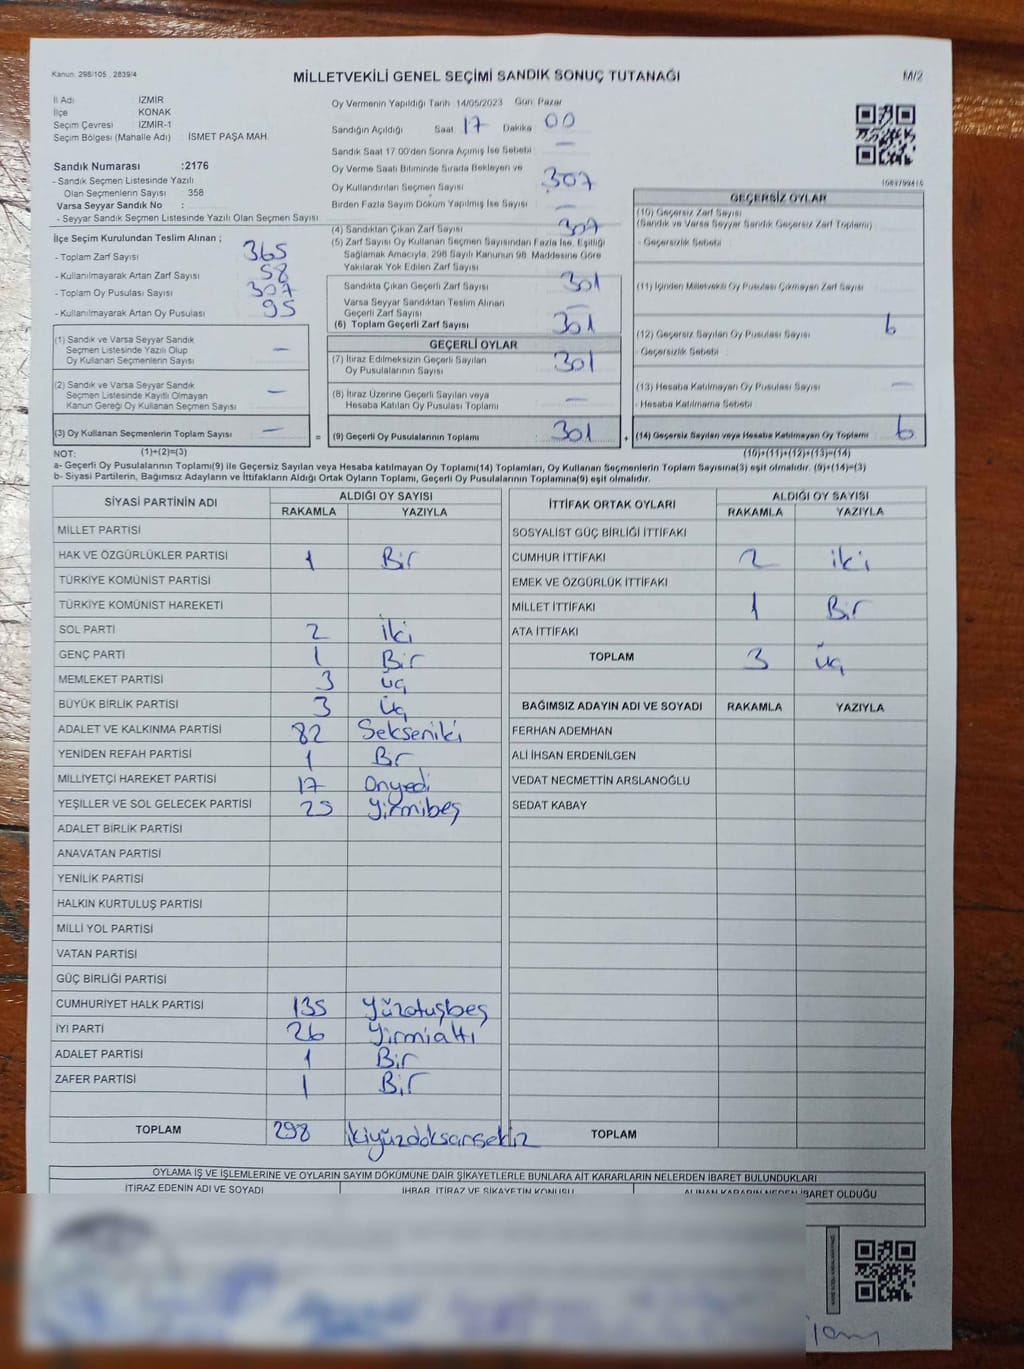 Kanun. 298/105 , 2839/4
MİLLETVEKİLİ GENEL SEÇİMİ SANDIK SONUÇ TUTANAĞI
M/2
İl Adı : İZMİR
İlçe : KONAK
Seçim Çevresi : İZMİR-1
Seçim Bölgesi (Mahalle Adı) : İSMET PAŞA MAH.
Oy Vermenin Yapıldığı Tarih 14/05/2023 Gün: Pazar
Sandığın Açıldığı Saat 17 Dakika 00
Sandık Saat 17.00'den Sonra Açımış İse Sebebi —
Sandık Numarası :2176
- Sandık Seçmen Listesinde Yazılı
Olan Seçmenlerin Sayısı : 358
Varsa Seyyar Sandık No :
- Seyyar Sandık Seçmen Listesinde Yazılı Olan Seçmen Sayısı
Oy Verme Saati Bitiminde Sırada Bekleyen ve
Oy Kullandırılan Seçmen Sayısı 307
Birden Fazla Sayım Döküm Yapılmış İse Sayısı —
İlçe Seçim Kurulundan Teslim Alınan ;
- Toplam Zarf Sayısı 365
- Kullanılmayarak Artan Zarf Sayısı 58
- Toplam Oy Pusulası Sayısı 307
- Kullanılmayarak Artan Oy Pusulası 95
(1) Sandık ve Varsa Seyyar Sandık
Seçmen Listesinde Yazılı Olup
Oy Kullanan Seçmenlerin Sayısı —
(2) Sandık ve Varsa Seyyar Sandık
Seçmen Listesinde Kayıtlı Olmayan
Kanun Gereği Oy Kullanan Seçmen Sayısı —
(3) Oy Kullanan Seçmenlerin Toplam Sayısı —
(4) Sandıktan Çıkan Zarf Sayısı 307
(5) Zarf Sayısı Oy Kullanan Seçmen Sayısından Fazla İse, Eşitliği
Sağlamak Amacıyla, 298 Sayılı Kanunun 98. Maddesine Göre
Yakılarak Yok Edilen Zarf Sayısı
Sandıkta Çıkan Geçerli Zarf Sayısı 301
Varsa Seyyar Sandıktan Teslim Alınan
Geçerli Zarf Sayısı —
(6) Toplam Geçerli Zarf Sayısı 301
GEÇERLİ OYLAR
(7) İtiraz Edilmeksizin Geçerli Sayılan
Oy Pusulalarının Sayısı 301
(8) İtiraz Üzerine Geçerli Sayılan veya
Hesaba Katılan Oy Pusulası Toplamı —
= (9) Geçerli Oy Pusulalarının Toplamı 301
GEÇERSİZ OYLAR
(10) Geçersiz Zarf Sayısı
(Sandık ve Varsa Seyyar Sandık Geçersiz Zarf Toplamı)
- Geçersizlik Sebebi
(11) İçinden Milletvekili Oy Pusulası Çıkmayan Zarf Sayısı
(12) Geçersiz Sayılan Oy Pusulası Sayısı 6
- Geçersizlik Sebebi
(13) Hesaba Katılmayan Oy Pusulası Sayısı —
- Hesaba Katılmama Sebebi
+ (14) Geçersiz Sayılan veya Hesaba Katılmayan Oy Toplamı 6
NOT: (1)+(2)=(3) (10)+(11)+(12)+(13)=(14)
a- Geçerli Oy Pusulalarının Toplamı(9) ile Geçersiz Sayılan veya Hesaba katılmayan Oy Toplamı(14) Toplamları, Oy Kullanan Seçmenlerin Toplam Sayısına(3) eşit olmalıdır. (9)+(14)=(3)
b- Siyasi Partilerin, Bağımsız Adayların ve İttifakların Aldığı Ortak Oyların Toplamı, Geçerli Oy Pusulalarının Toplamına(9) eşit olmalıdır.
SİYASİ PARTİNİN ADI ALDIĞI OY SAYISI
RAKAMLA YAZIYLA
MİLLET PARTİSİ
HAK VE ÖZGÜRLÜKLER PARTİSİ 1 Bir
TÜRKİYE KOMÜNİST PARTİSİ
TÜRKİYE KOMÜNİST HAREKETİ
SOL PARTİ 2 İki
GENÇ PARTİ 1 Bir
MEMLEKET PARTİSİ 3 üç
BÜYÜK BİRLİK PARTİSİ 3 Üç
ADALET VE KALKINMA PARTİSİ 82 Sekseniki
YENİDEN REFAH PARTİSİ 1 Bir
MİLLİYETÇİ HAREKET PARTİSİ 17 Onyedi
YEŞİLLER VE SOL GELECEK PARTİSİ 25 Yirmibeş
ADALET BİRLİK PARTİSİ
ANAVATAN PARTİSİ
YENİLİK PARTİSİ
HALKIN KURTULUŞ PARTİSİ
MİLLİ YOL PARTİSİ
VATAN PARTİSİ
GÜÇ BİRLİĞİ PARTİSİ
CUMHURİYET HALK PARTİSİ 135 Yüzotuşbeş
İYİ PARTİ 26 Yirmialtı
ADALET PARTİSİ 1 Bir
ZAFER PARTİSİ 1 Bir
TOPLAM 298 ikiyüzdoksansekiz
İTTİFAK ORTAK OYLARI ALDIĞI OY SAYISI
RAKAMLA YAZIYLA
SOSYALİST GÜÇ BİRLİĞİ İTTİFAKI
CUMHUR İTTİFAKI 2 iki
EMEK VE ÖZGÜRLÜK İTTİFAKI
MİLLET İTTİFAKI 1 Bir
ATA İTTİFAKI
TOPLAM 3 üç
BAĞIMSIZ ADAYIN ADI VE SOYADI RAKAMLA YAZIYLA
FERHAN ADEMHAN
ALİ İHSAN ERDENİLGEN
VEDAT NECMETTİN ARSLANOĞLU
SEDAT KABAY
TOPLAM
OYLAMA İŞ VE İŞLEMLERİNE VE OYLARIN SAYIM DÖKÜMÜNE DAİR ŞİKAYETLERLE BUNLARA AİT KARARLARIN NELERDEN İBARET BULUNDUKLARI
İTİRAZ EDENİN ADI VE SOYADI İHBAR, İTİRAZ VE ŞİKAYETİN KONUSU ALINAN KARARIN NEDEN İBARET OLDUĞU